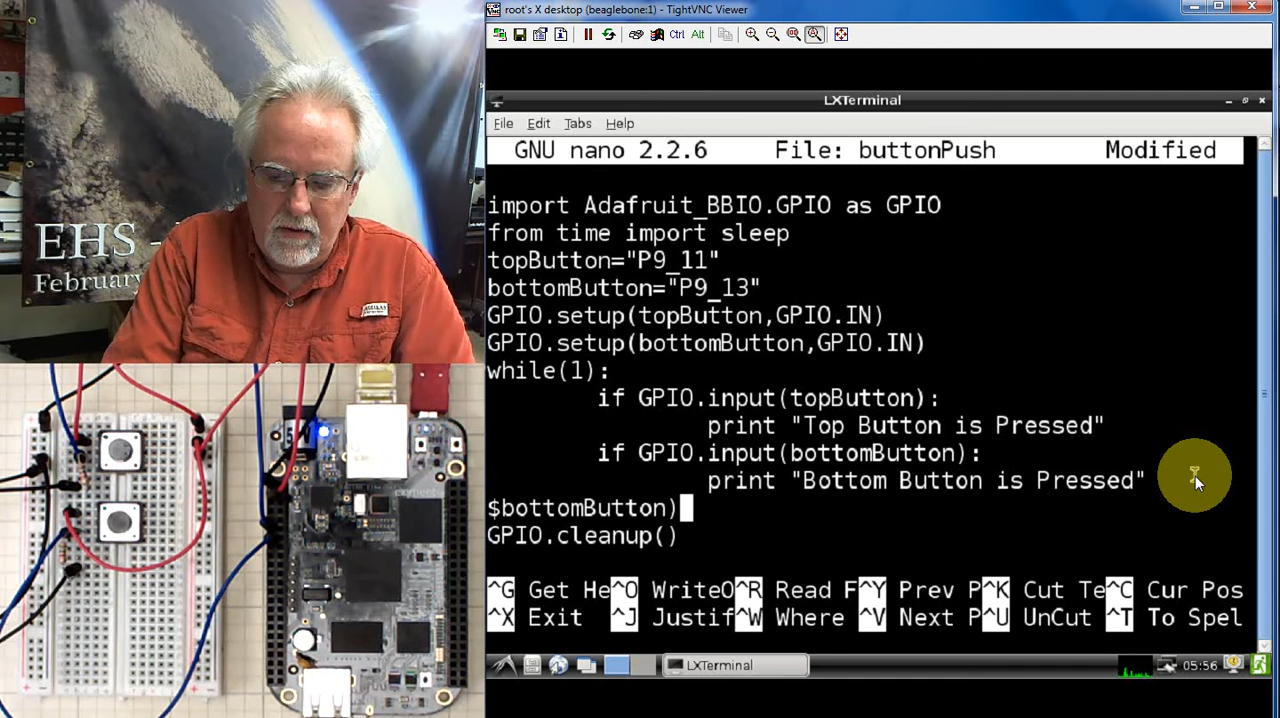 root's X desktop (beaglebone:1) - TightVNC Viewer
Ctrl Alt
LXTerminal
File Edit Tabs Help
GNU nano 2.2.6 File: buttonPush Modified
import Adafruit_BBIO.GPIO as GPIO
from time import sleep
topButton="P9_11"
bottomButton="P9_13"
GPIO.setup(topButton,GPIO.IN)
GPIO.setup(bottomButton,GPIO.IN)
while(1):
if GPIO.input(topButton):
print "Top Button is Pressed"
if GPIO.input(bottomButton):
print "Bottom Button is Pressed"
$bottomButton)
GPIO.cleanup()
^G Get He^O WriteO^R Read F^Y Prev P^K Cut Te^C Cur Pos
^X Exit ^J Justif^W Where ^V Next P^U UnCut ^T To Spel
LXTerminal
05:56
EHS -
February